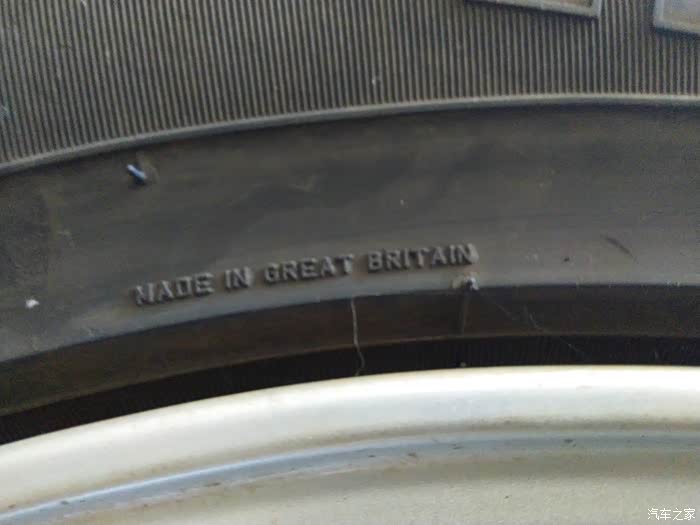 MADE IN GREAT BRITAIN
汽车之家